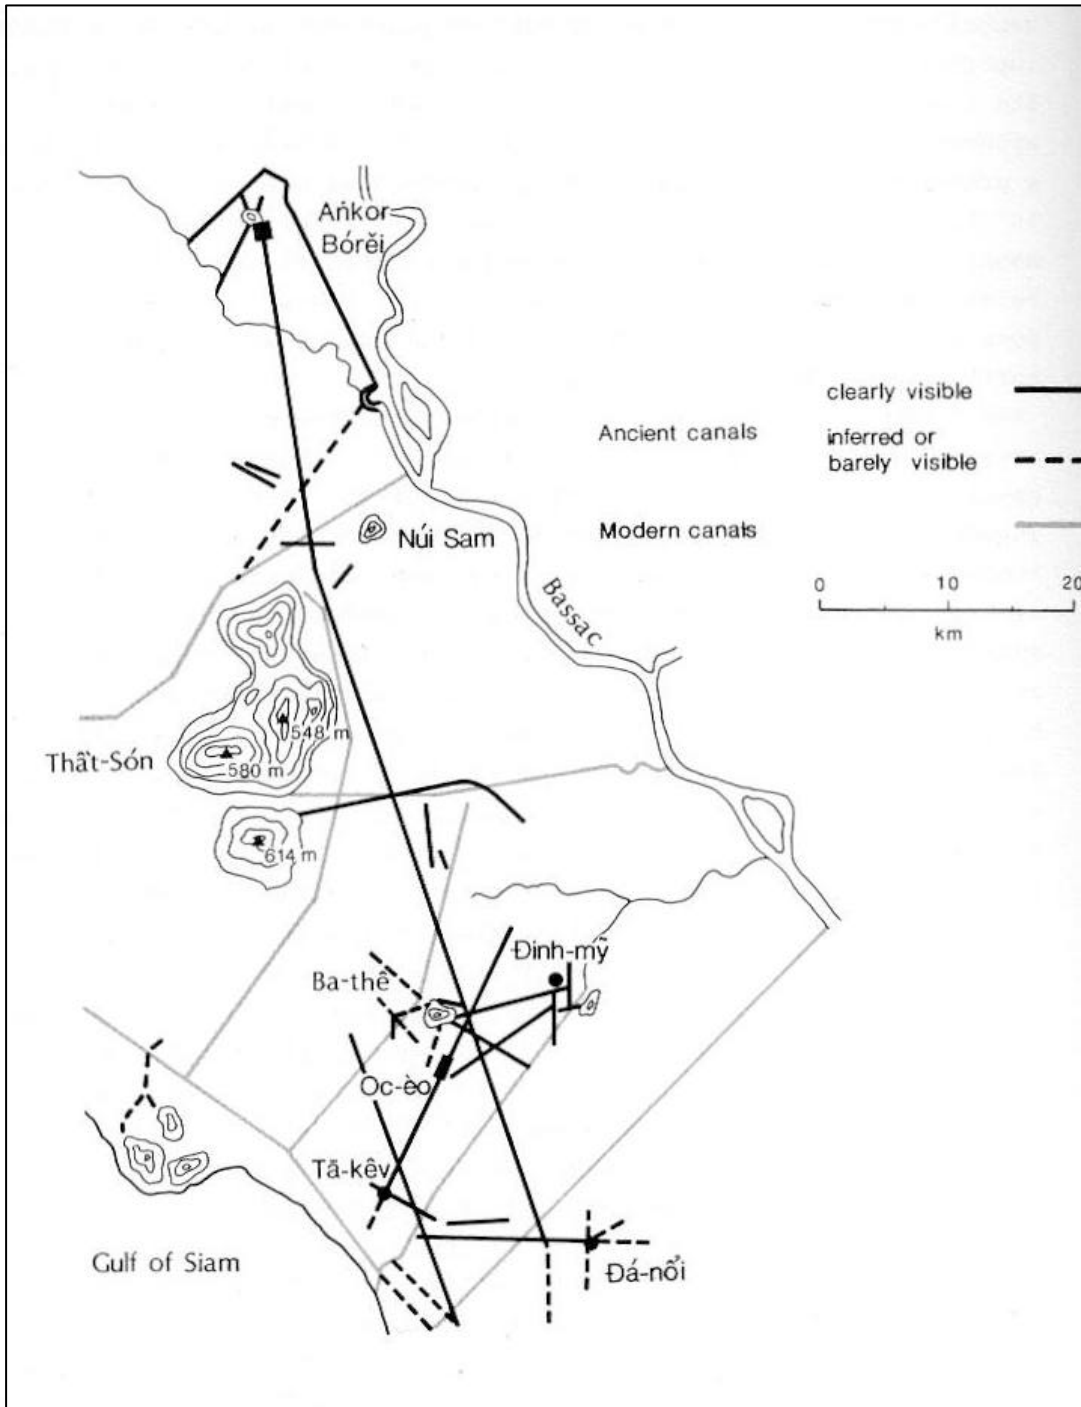 Aṅkor
Bórĕi
clearly visible
Ancient canals
inferred or
barely visible
Núi Sam
Modern canals
0 10 20
km
Bassac
548 m
Thât-Són
580 m
614 m
Đinh-mỹ
Ba-thê
Oc-èo
Tã-kêv
Gulf of Siam
Đá-nổi